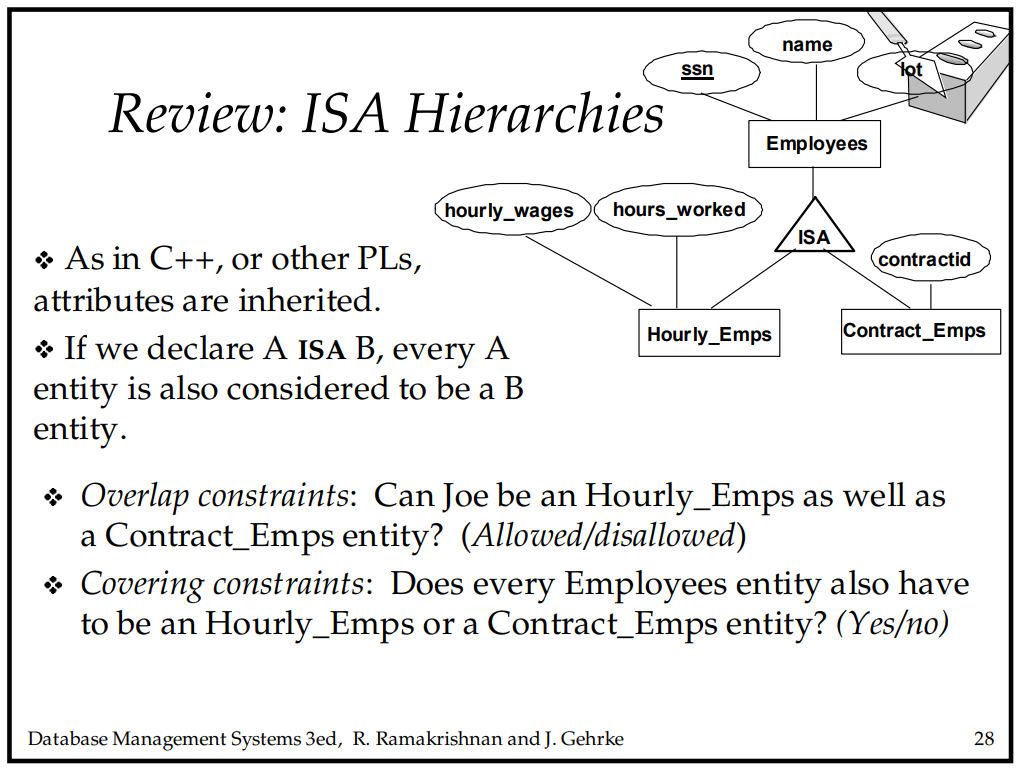 name
ssn
lot
Review: ISA Hierarchies
Employees
hourly_wages
hours_worked
ISA
contractid
Hourly_Emps
Contract_Emps
❖ As in C++, or other PLs,
attributes are inherited.
❖ If we declare A ISA B, every A
entity is also considered to be a B
entity.
❖ Overlap constraints: Can Joe be an Hourly_Emps as well as
a Contract_Emps entity? (Allowed/disallowed)
❖ Covering constraints: Does every Employees entity also have
to be an Hourly_Emps or a Contract_Emps entity? (Yes/no)
Database Management Systems 3ed, R. Ramakrishnan and J. Gehrke
28